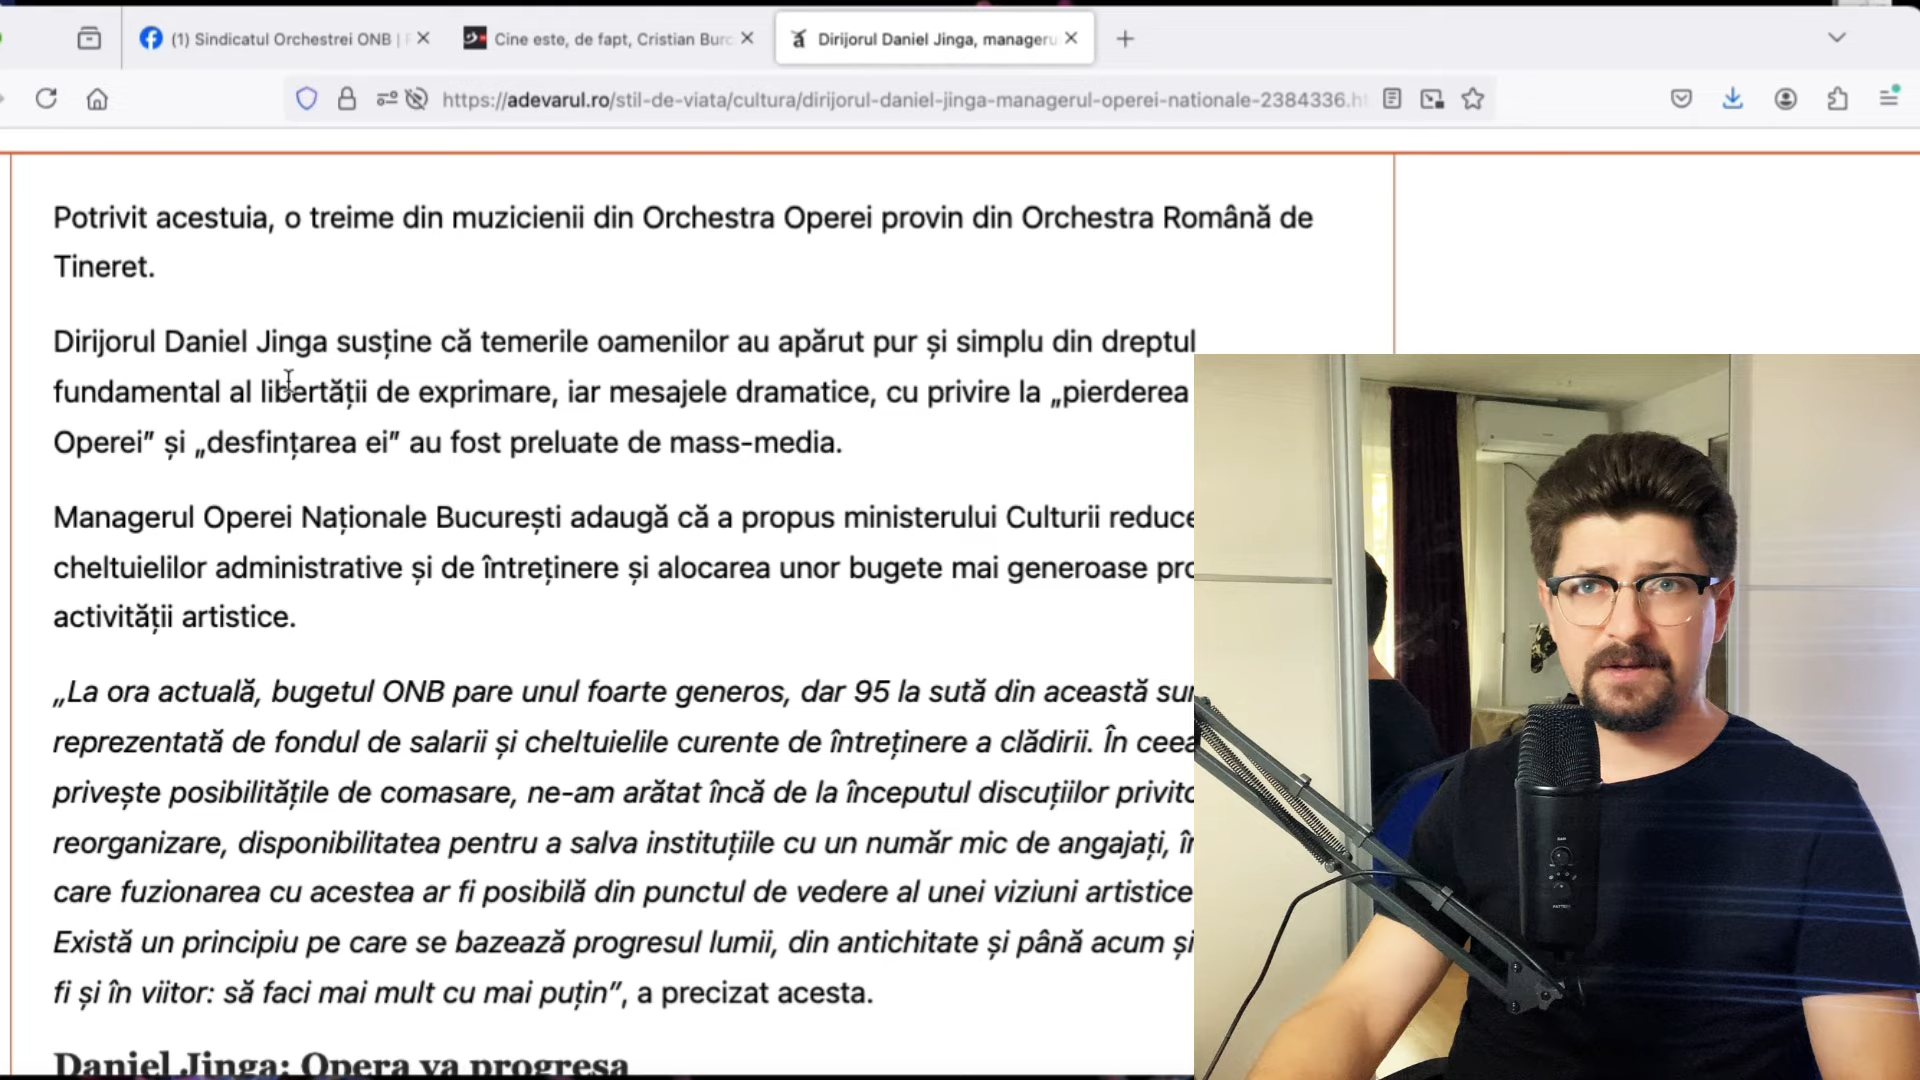 (1) Sindicatul Orchestrei ONB |
Cine este, de fapt, Cristian Burc
Dirijorul Daniel Jinga, manageru
https://adevarul.ro/stil-de-viata/cultura/dirijorul-daniel-jinga-managerul-operei-nationale-2384336.ht
Potrivit acestuia, o treime din muzicienii din Orchestra Operei provin din Orchestra Română de
Tineret.
Dirijorul Daniel Jinga susține că temerile oamenilor au apărut pur și simplu din dreptul
fundamental al libertății de exprimare, iar mesajele dramatice, cu privire la „pierderea
Operei” și „desființarea ei” au fost preluate de mass-media.
Managerul Operei Naționale București adaugă că a propus ministerului Culturii reduce
cheltuielilor administrative și de întreținere și alocarea unor bugete mai generoase pro
activității artistice.
„La ora actuală, bugetul ONB pare unul foarte generos, dar 95 la sută din această sur
reprezentată de fondul de salarii și cheltuielile curente de întreținere a clădirii. În ceea
privește posibilitățile de comasare, ne-am arătat încă de la începutul discuțiilor privito
reorganizare, disponibilitatea pentru a salva instituțiile cu un număr mic de angajați, în
care fuzionarea cu acestea ar fi posibilă din punctul de vedere al unei viziuni artistice
Există un principiu pe care se bazează progresul lumii, din antichitate și până acum și
fi și în viitor: să faci mai mult cu mai puțin”, a precizat acesta.
Daniel Jinga: Opera va progresa